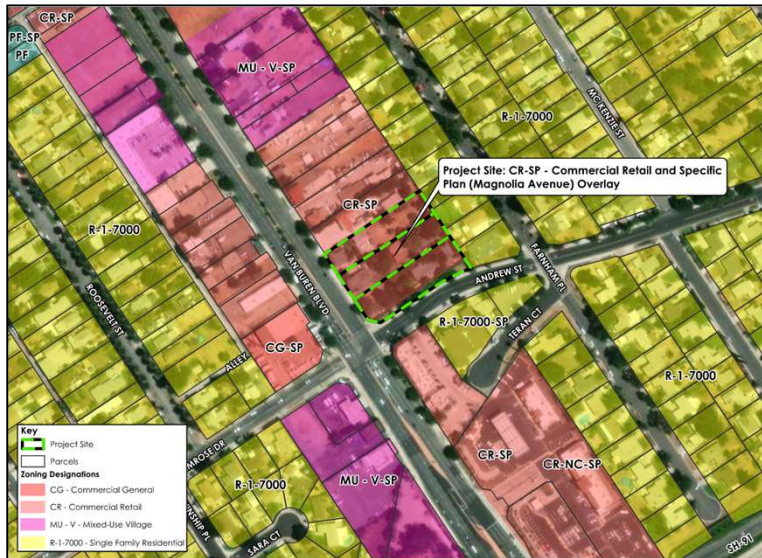 CR-SP
PF-SP
PF
MU - V-SP
MC KENZIE ST
R-1-7000
Project Site: CR-SP - Commercial Retail and Specific
Plan (Magnolia Avenue) Overlay
CR-SP
R-1-7000
VAN BUREN BLVD.
FARNHAM PL
ANDREW ST
ROOSEVELT ST
R-1-7000-SP
TERAN CT
CG-SP
ALLEY
R-1-7000
Key
Project Site
Parcels
Zoning Designations
CG - Commercial General
CR - Commercial Retail
MU - V - Mixed-Use Village
R-1-7000 - Single Family Residential
MROSE DR
CR-SP
CR-NC-SP
R-1-7000
MU - V-SP
NSHIP PL
SARA CT
SH-91